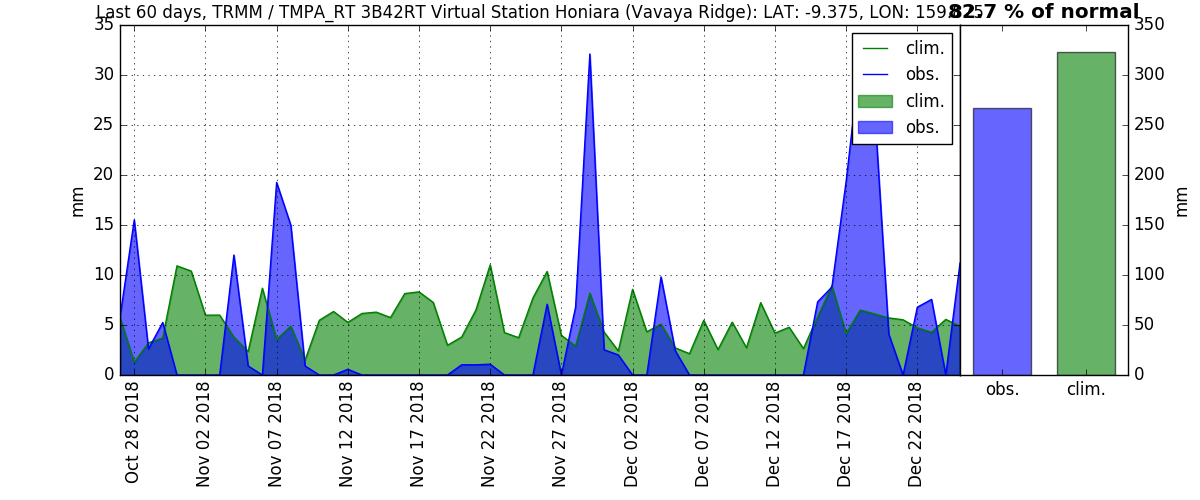 Last 60 days, TRMM / TMPA_RT 3B42RT Virtual Station Honiara (Vavaya Ridge): LAT: -9.375, LON:
82.7 % of normal
35
30
25
20
15
10
5
0
mm
clim.
obs.
clim.
obs.
350
300
250
200
150
100
50
0
mm
obs.
clim.
Oct 28 2018
Nov 02 2018
Nov 07 2018
Nov 12 2018
Nov 17 2018
Nov 22 2018
Nov 27 2018
Dec 02 2018
Dec 07 2018
Dec 12 2018
Dec 17 2018
Dec 22 2018